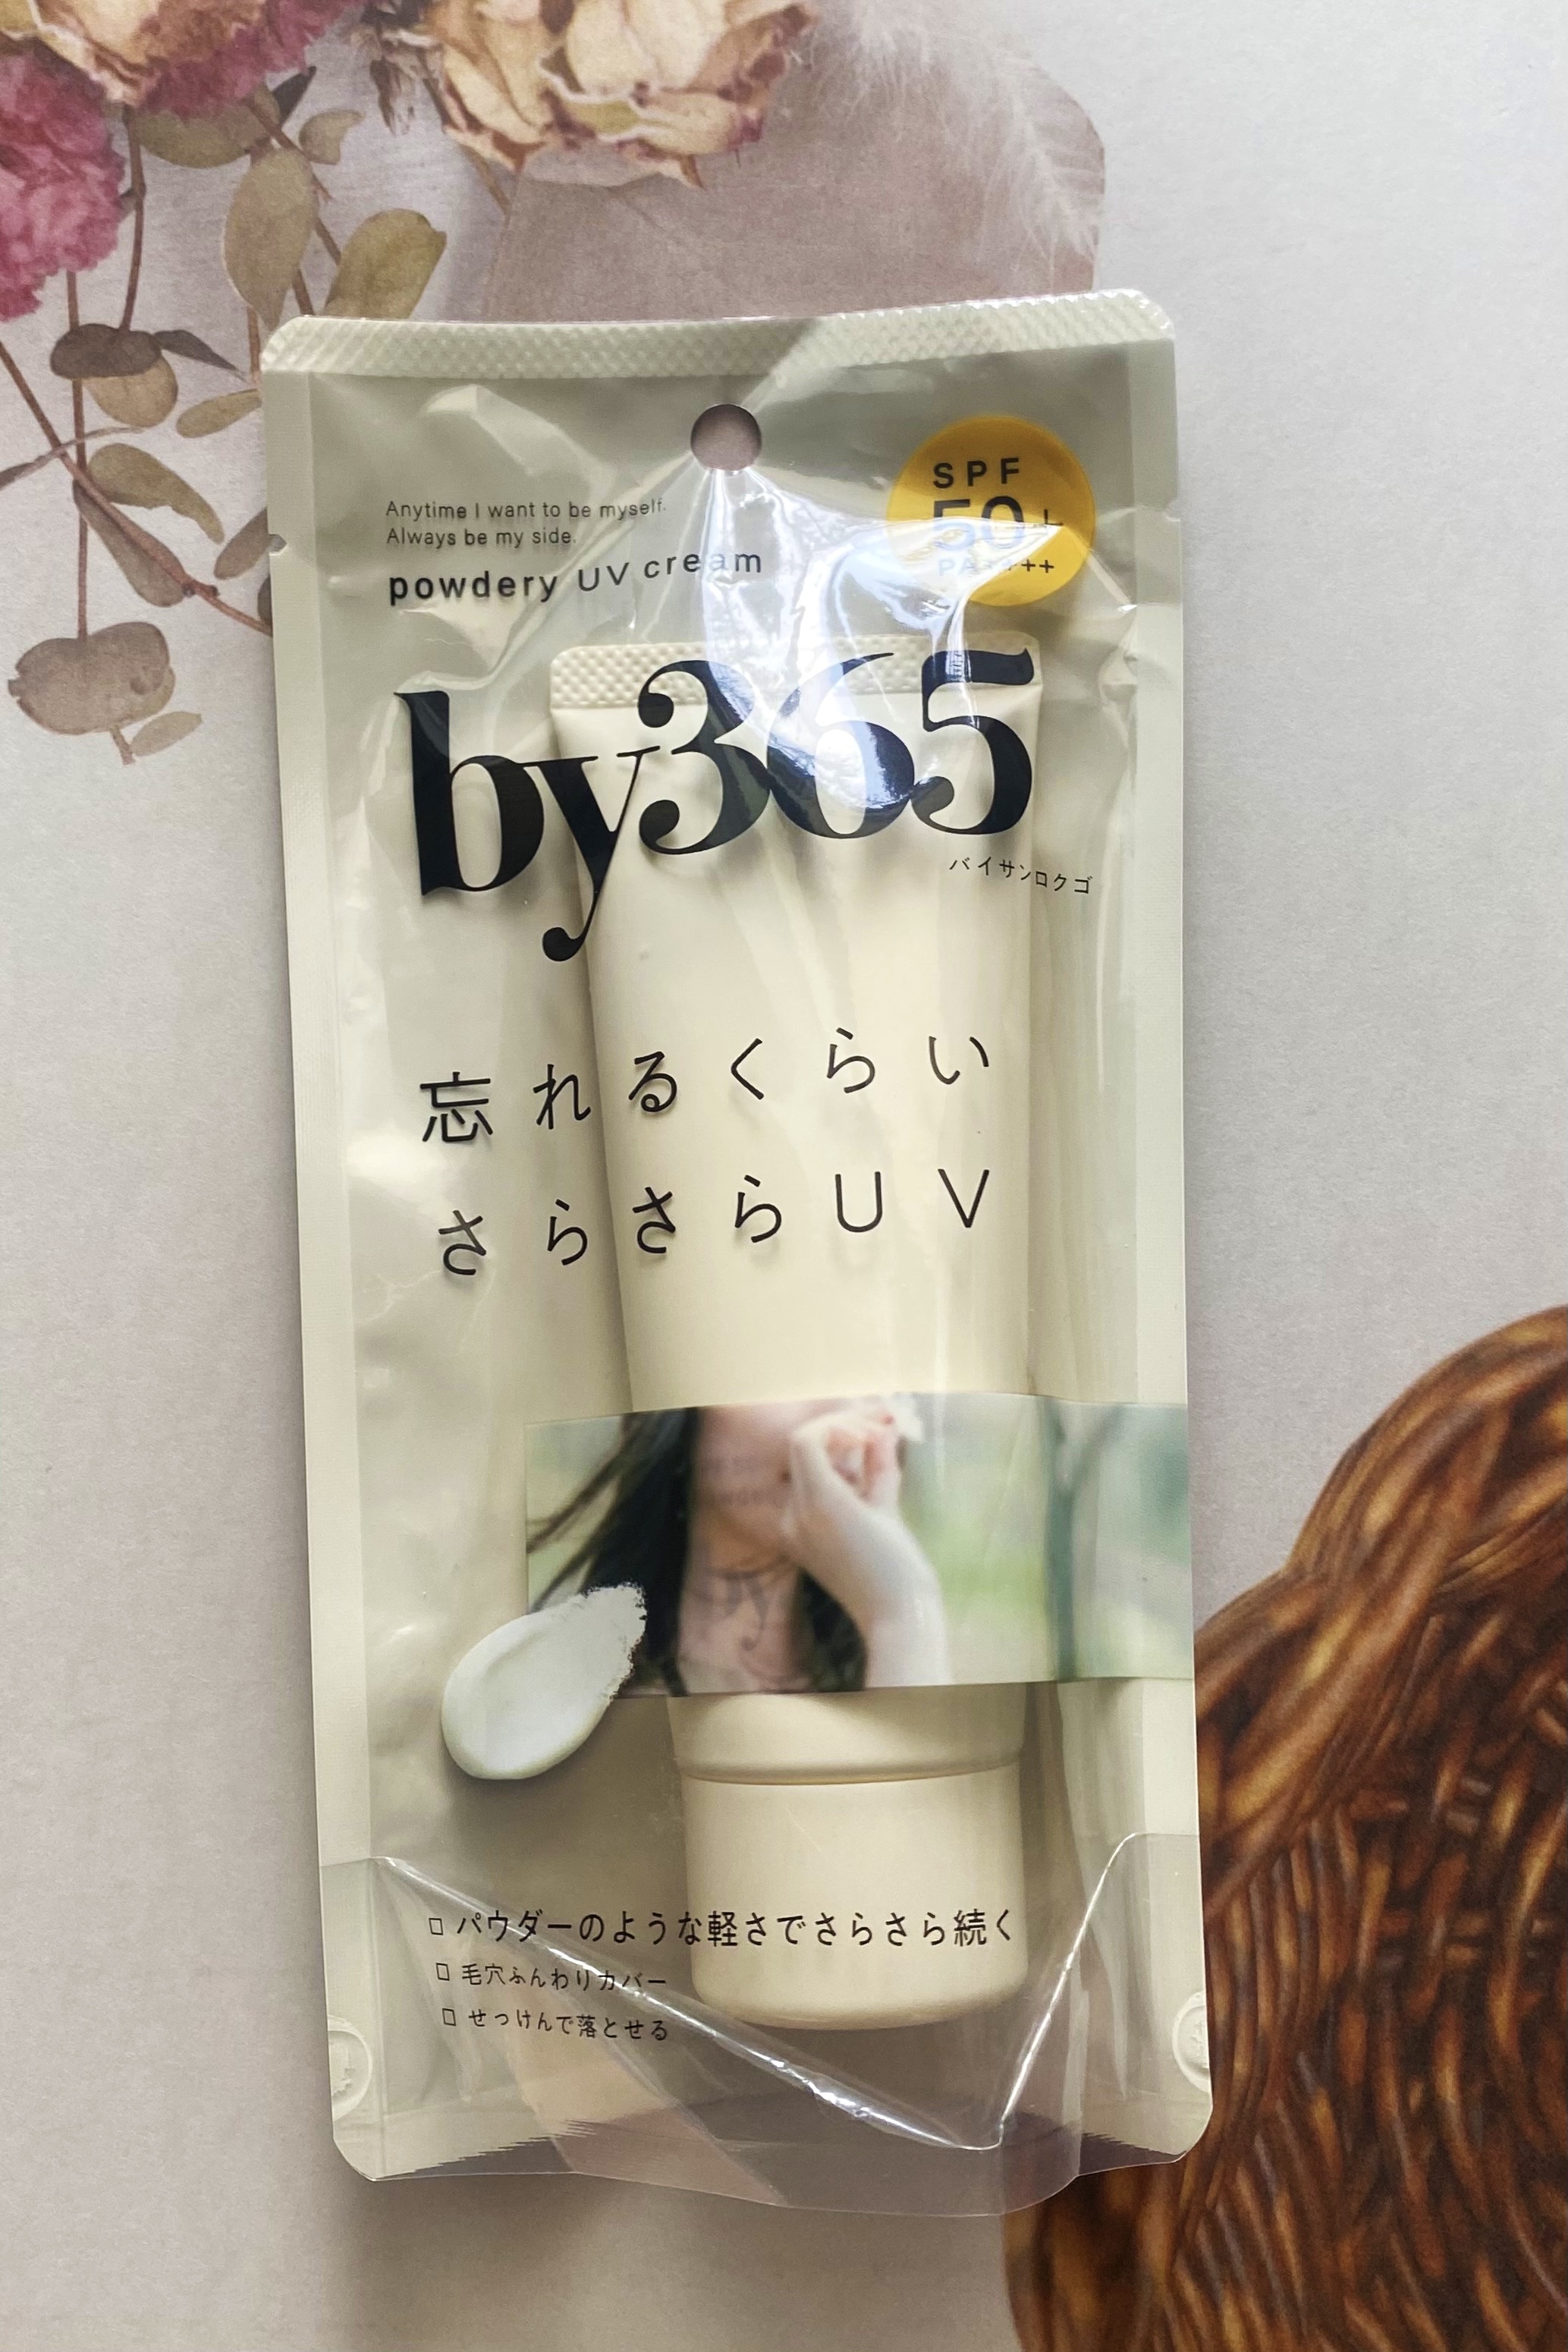 Anytime I want to be myself.
Always be my side.
powdery UV cream
SPF
50+
PA++++
by365
バイサンロクゴ
忘れるくらい
さらさらUV
□ パウダーのような軽さでさらさら続く
□ 毛穴ふんわりカバー
□ せっけんで落とせる